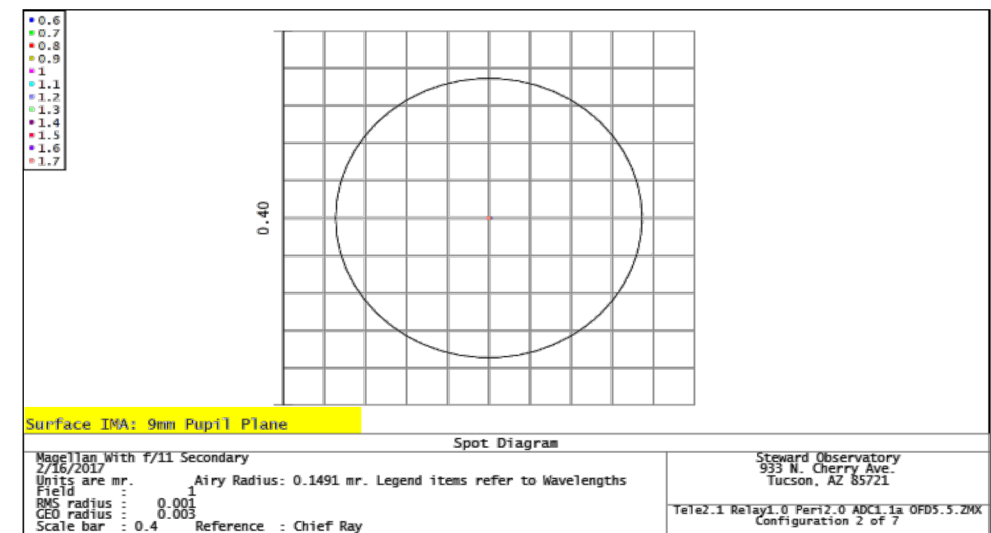 0.6
0.7
0.8
0.9
1
1.1
1.2
1.3
1.4
1.5
1.6
1.7
0.40
Surface IMA: 9mm Pupil Plane
Spot Diagram
Magellan With f/11 Secondary
2/16/2017
Units are mr. Airy Radius: 0.1491 mr. Legend items refer to Wavelengths
Field : 1
RMS radius : 0.001
GEO radius : 0.003
Scale bar : 0.4 Reference : Chief Ray
Steward Observatory
933 N. Cherry Ave.
Tucson, AZ 85721
Tele2.1 Relay1.0 Peri2.0 ADC1.1a OFD5.5.ZMX
Configuration 2 of 7